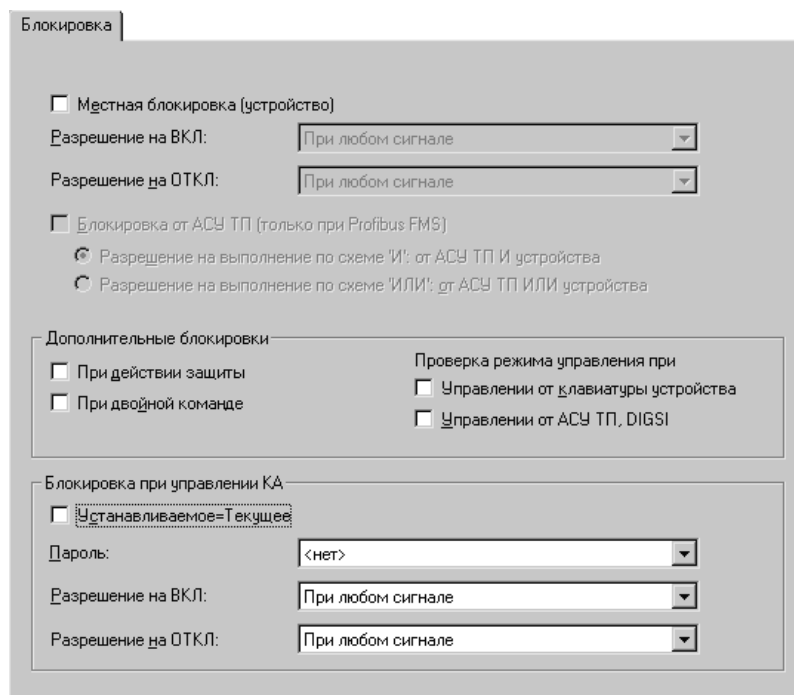 Блокировка
Местная блокировка (устройство)
Разрешение на ВКЛ:
При любом сигнале
Разрешение на ОТКЛ:
При любом сигнале
Блокировка от АСУ ТП (только при Profibus FMS)
Разрешение на выполнение по схеме 'И': от АСУ ТП И устройства
Разрешение на выполнение по схеме 'ИЛИ': от АСУ ТП ИЛИ устройства
Дополнительные блокировки
При действии защиты
При двойной команде
Проверка режима управления при
Управлении от клавиатуры устройства
Управлении от АСУ ТП, DIGSI
Блокировка при управлении КА
Устанавливаемое=Текущее
Пароль:
<нет>
Разрешение на ВКЛ:
При любом сигнале
Разрешение на ОТКЛ:
При любом сигнале